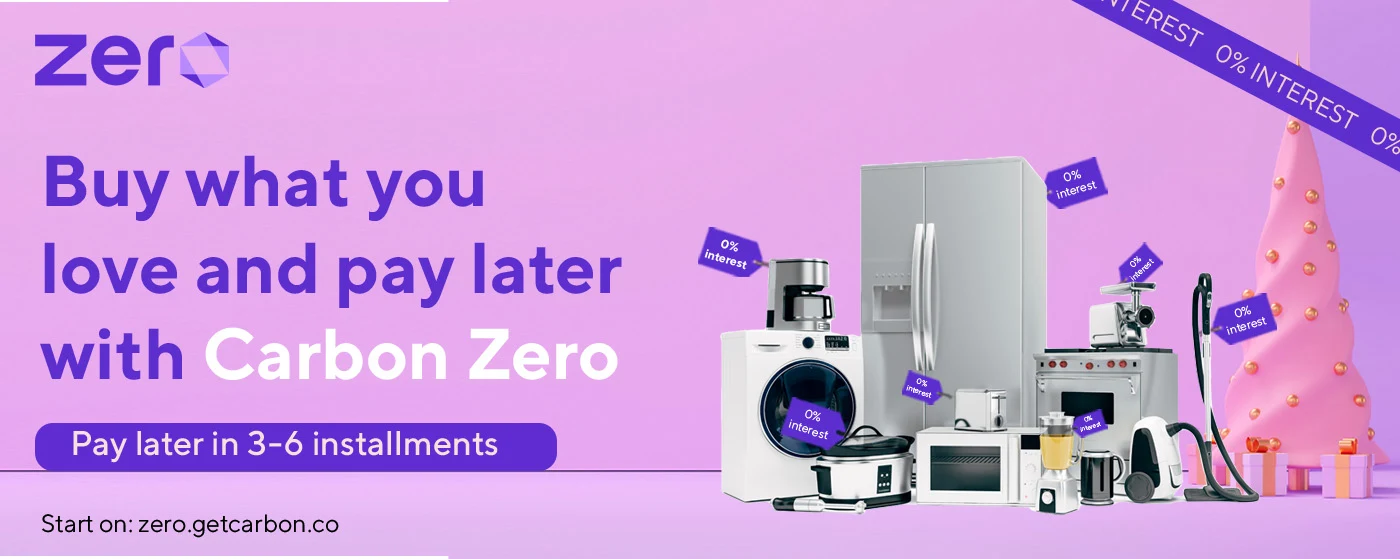 zero
Buy what you
love and pay later
with Carbon Zero
Pay later in 3-6 installments
Start on: zero.getcarbon.co
INTEREST 0% INTEREST 0%
0%
interest
0%
interest
0%
interest
0%
interest
0%
interest
0%
interest
0%
interest